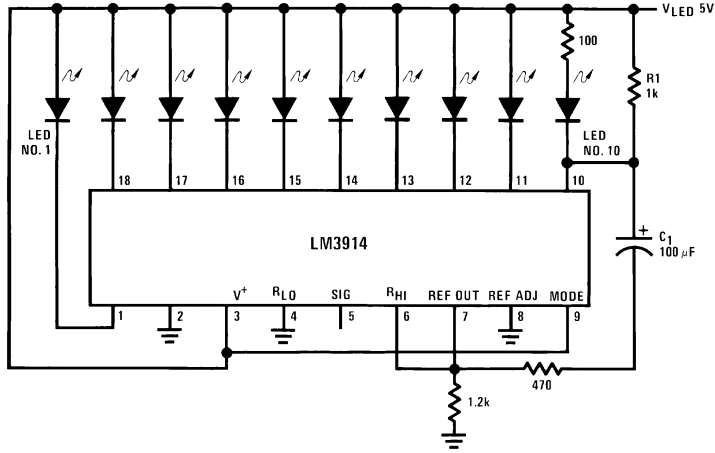 V_LED 5V
100
R1
1k
LED
NO. 1
LED
NO. 10
18 17 16 15 14 13 12 11 10
LM3914
C1
100 μF
V+ RLO SIG RHI REF OUT REF ADJ MODE
1 2 3 4 5 6 7 8 9
470
1.2k